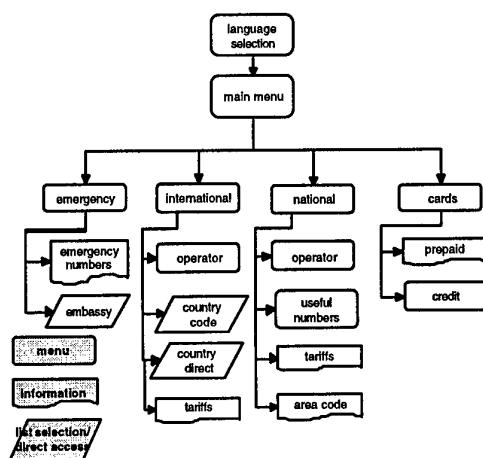 language
selection
main menu
emergency
international
national
cards
emergency
numbers
embassy
operator
country
code
country
direct
tariffs
operator
useful
numbers
tariffs
area code
prepaid
credit
menu
information
list selection/
direct access